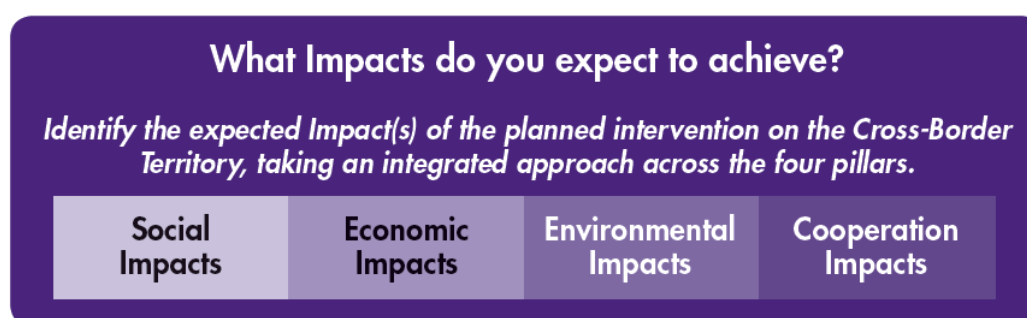 What Impacts do you expect to achieve?
Identify the expected Impact(s) of the planned intervention on the Cross-Border
Territory, taking an integrated approach across the four pillars.
Social
Impacts
Economic
Impacts
Environmental
Impacts
Cooperation
Impacts